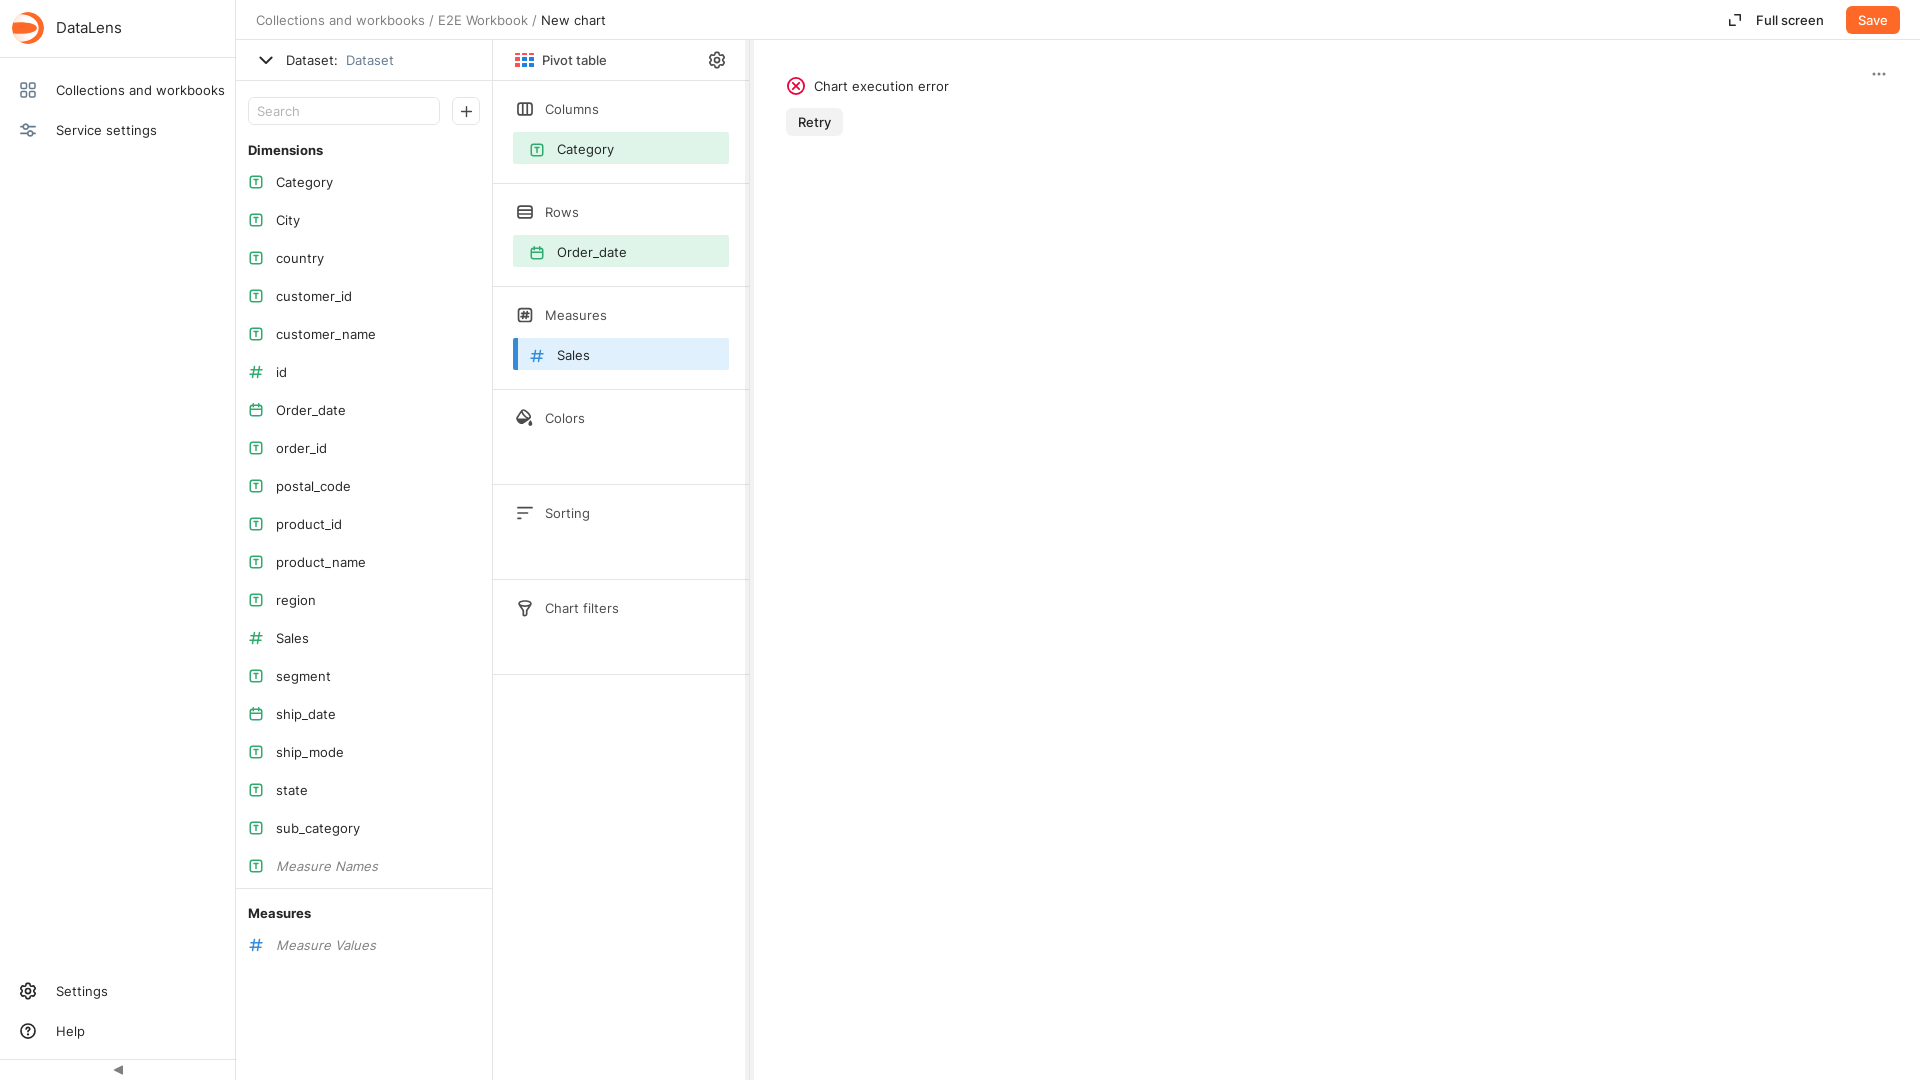 DataLens
Collections and workbooks
Service settings
Settings
Help
Collections and workbooks / E2E Workbook / New chart
Full screen
Save
Dataset: Dataset
Search
Dimensions
Category
City
country
customer_id
customer_name
id
Order_date
order_id
postal_code
product_id
product_name
region
Sales
segment
ship_date
ship_mode
state
sub_category
Measure Names
Measures
Measure Values
Pivot table
Columns
Category
Rows
Order_date
Measures
Sales
Colors
Sorting
Chart filters
Chart execution error
Retry